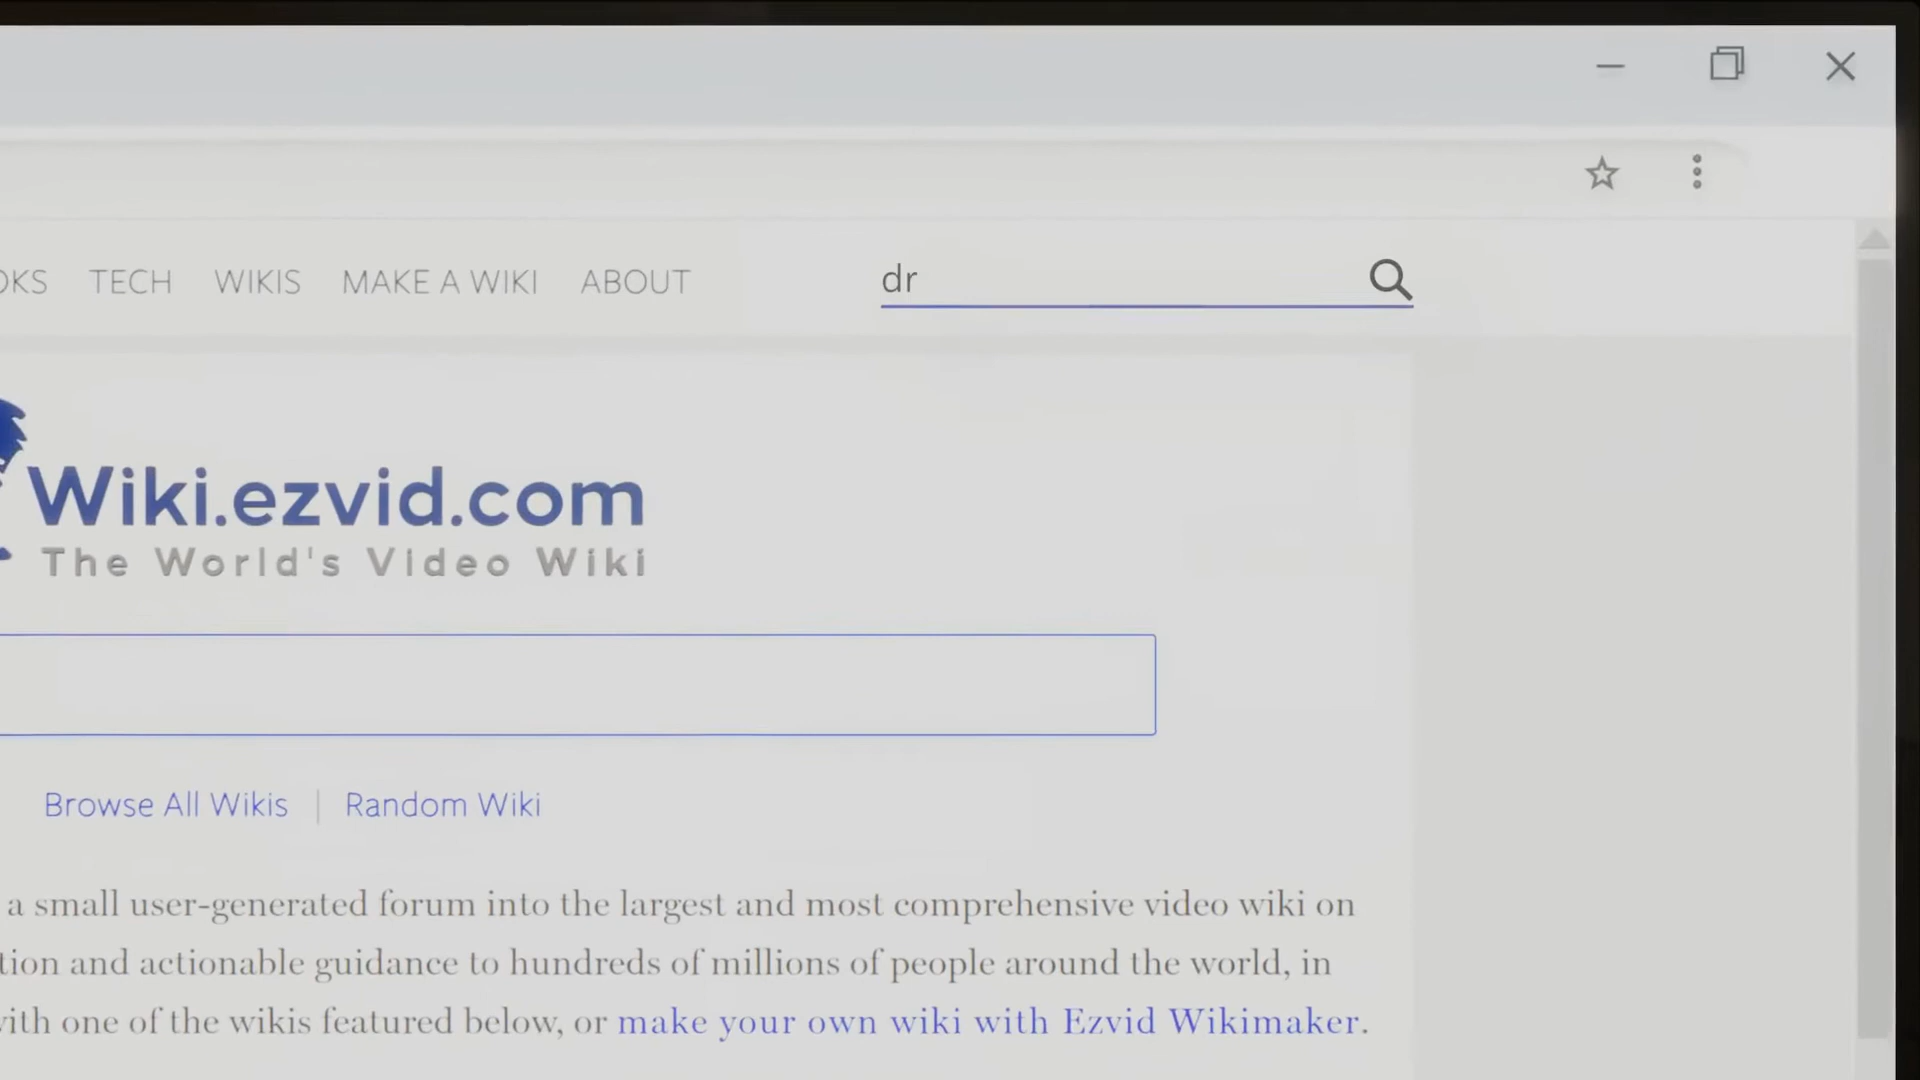 TECH WIKIS MAKE A WIKI ABOUT dr
Wiki.ezvid.com
The World's Video Wiki
Browse All Wikis | Random Wiki
a small user-generated forum into the largest and most comprehensive video wiki on
and actionable guidance to hundreds of millions of people around the world, in
with one of the wikis featured below, or make your own wiki with Ezvid Wikimaker.